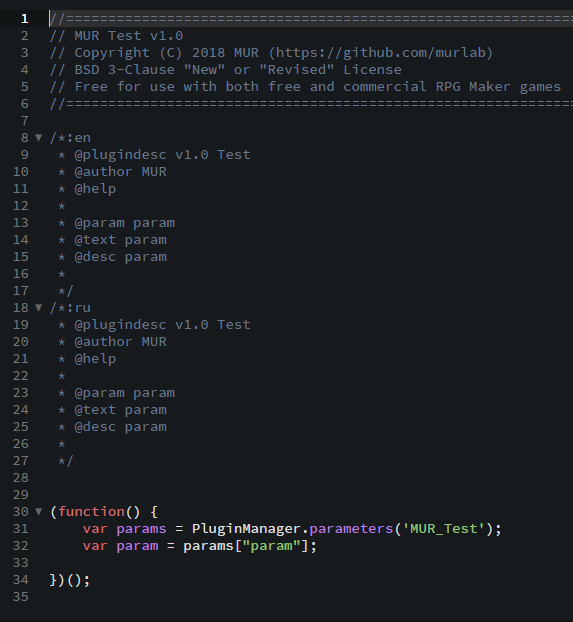 1 //=============================================================
2 // MUR Test v1.0
3 // Copyright (C) 2018 MUR (https://github.com/murlab)
4 // BSD 3-Clause "New" or "Revised" License
5 // Free for use with both free and commercial RPG Maker games
6 //=============================================================
7
8 /*:en
9 * @plugindesc v1.0 Test
10 * @author MUR
11 * @help
12 *
13 * @param param
14 * @text param
15 * @desc param
16 *
17 */
18 /*:ru
19 * @plugindesc v1.0 Test
20 * @author MUR
21 * @help
22 *
23 * @param param
24 * @text param
25 * @desc param
26 *
27 */
28
29
30 (function() {
31 var params = PluginManager.parameters('MUR_Test');
32 var param = params["param"];
33
34 })();
35